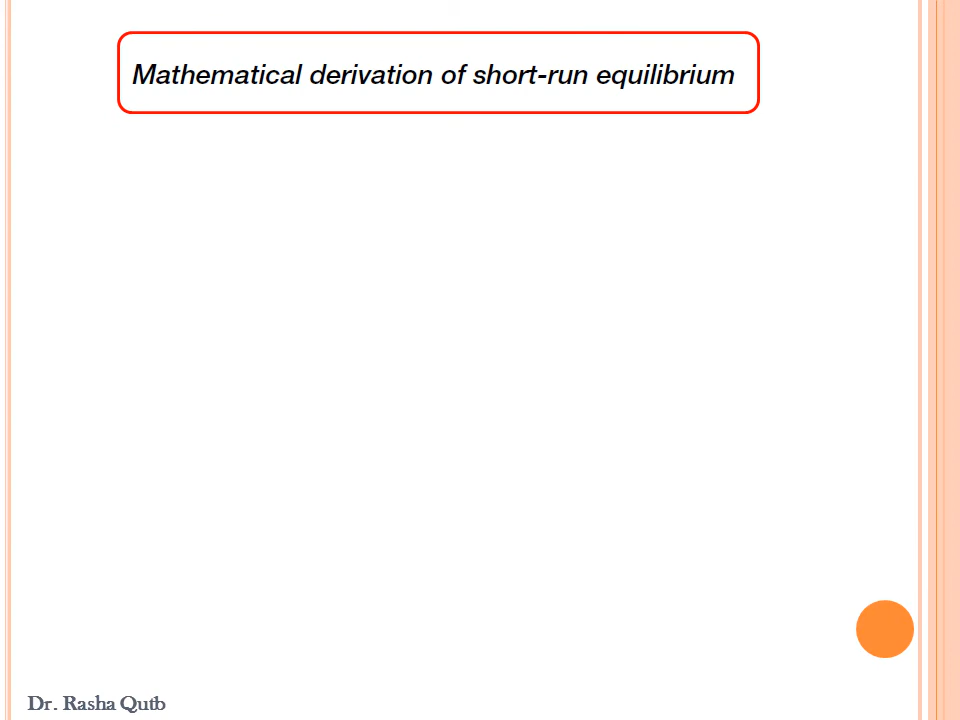 Mathematical derivation of short-run equilibrium
Dr. Rasha Qutb